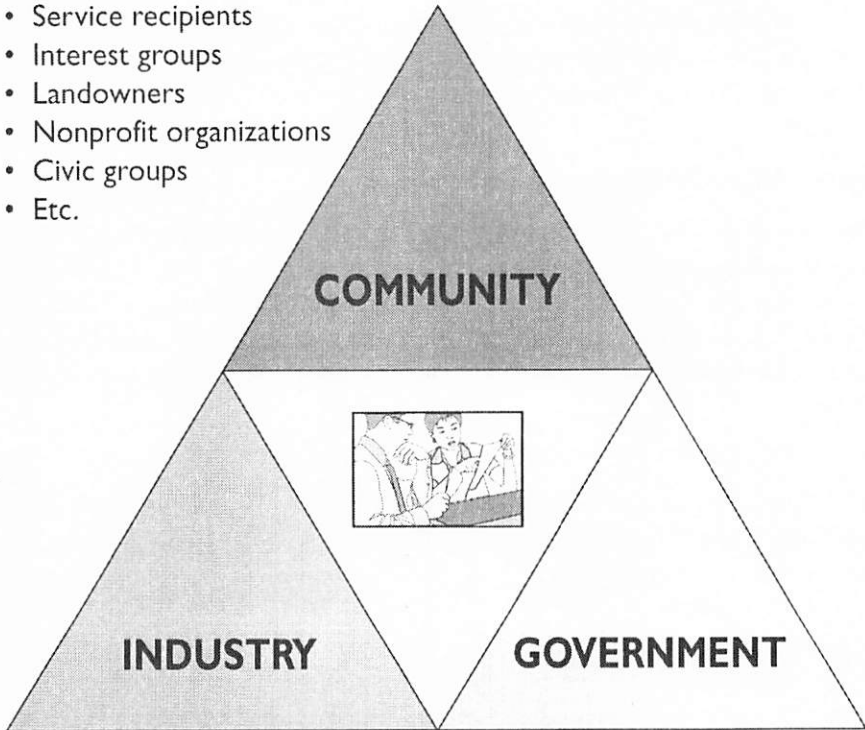 • Service recipients
• Interest groups
• Landowners
• Nonprofit organizations
• Civic groups
• Etc.
COMMUNITY
INDUSTRY
GOVERNMENT